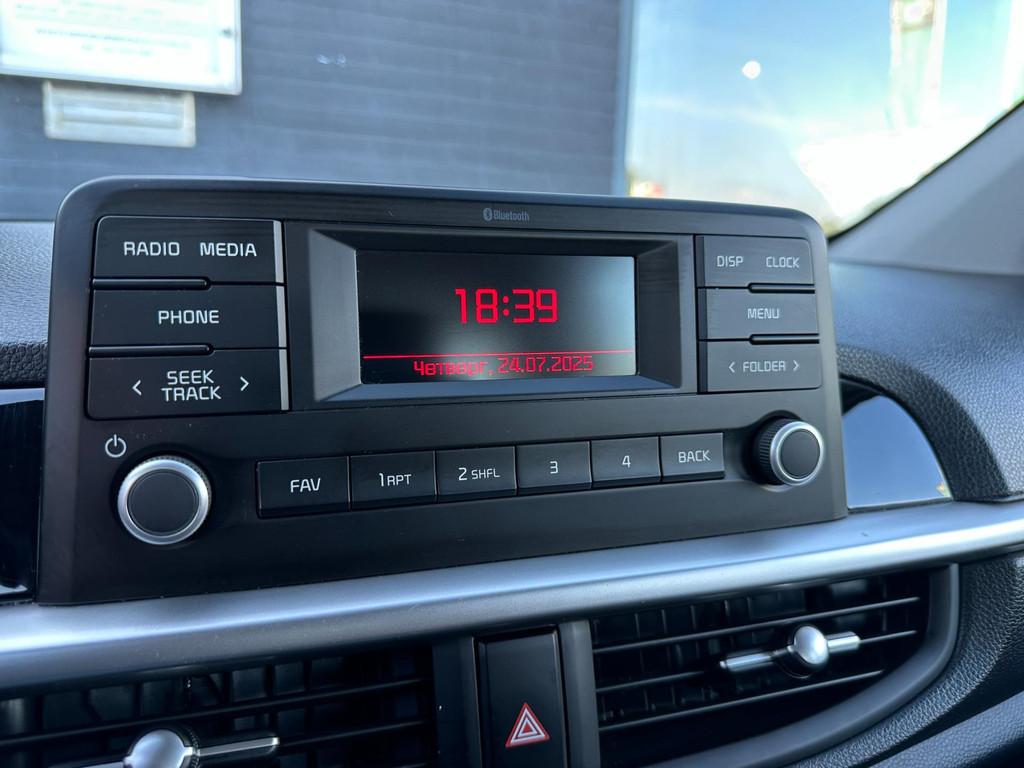 Bluetooth
RADIO MEDIA
DISP CLOCK
18:39
PHONE
MENU
Четверг, 24.07.2025
< SEEK TRACK >
< FOLDER >
FAV
1 RPT
2 SHFL
3
4
BACK